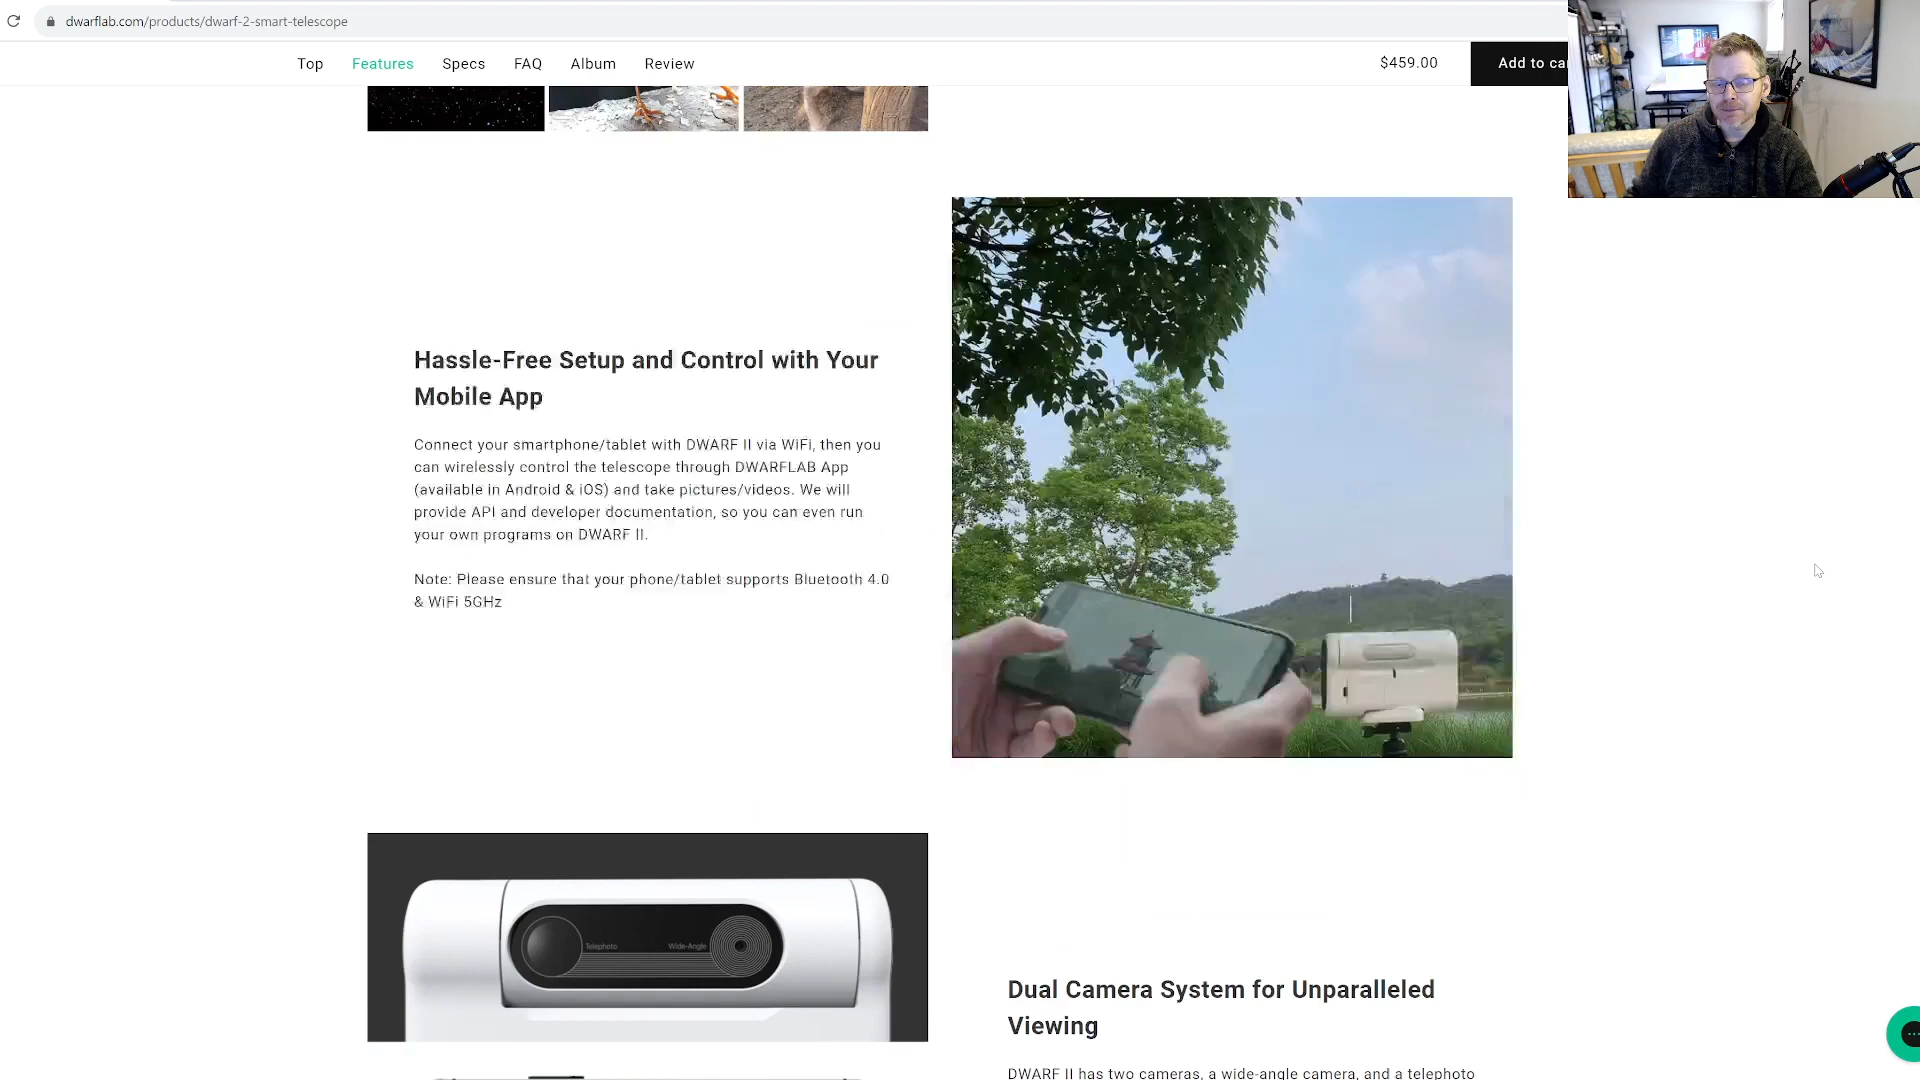 dwarflab.com/products/dwarf-2-smart-telescope
Top Features Specs FAQ Album Review $459.00 Add to ca
Hassle-Free Setup and Control with Your
Mobile App
Connect your smartphone/tablet with DWARF II via WiFi, then you
can wirelessly control the telescope through DWARFLAB App
(available in Android & iOS) and take pictures/videos. We will
provide API and developer documentation, so you can even run
your own programs on DWARF II.
Note: Please ensure that your phone/tablet supports Bluetooth 4.0
& WiFi 5GHz
Telephoto Wide-Angle
Dual Camera System for Unparalleled
Viewing
DWARF II has two cameras, a wide-angle camera, and a telephoto